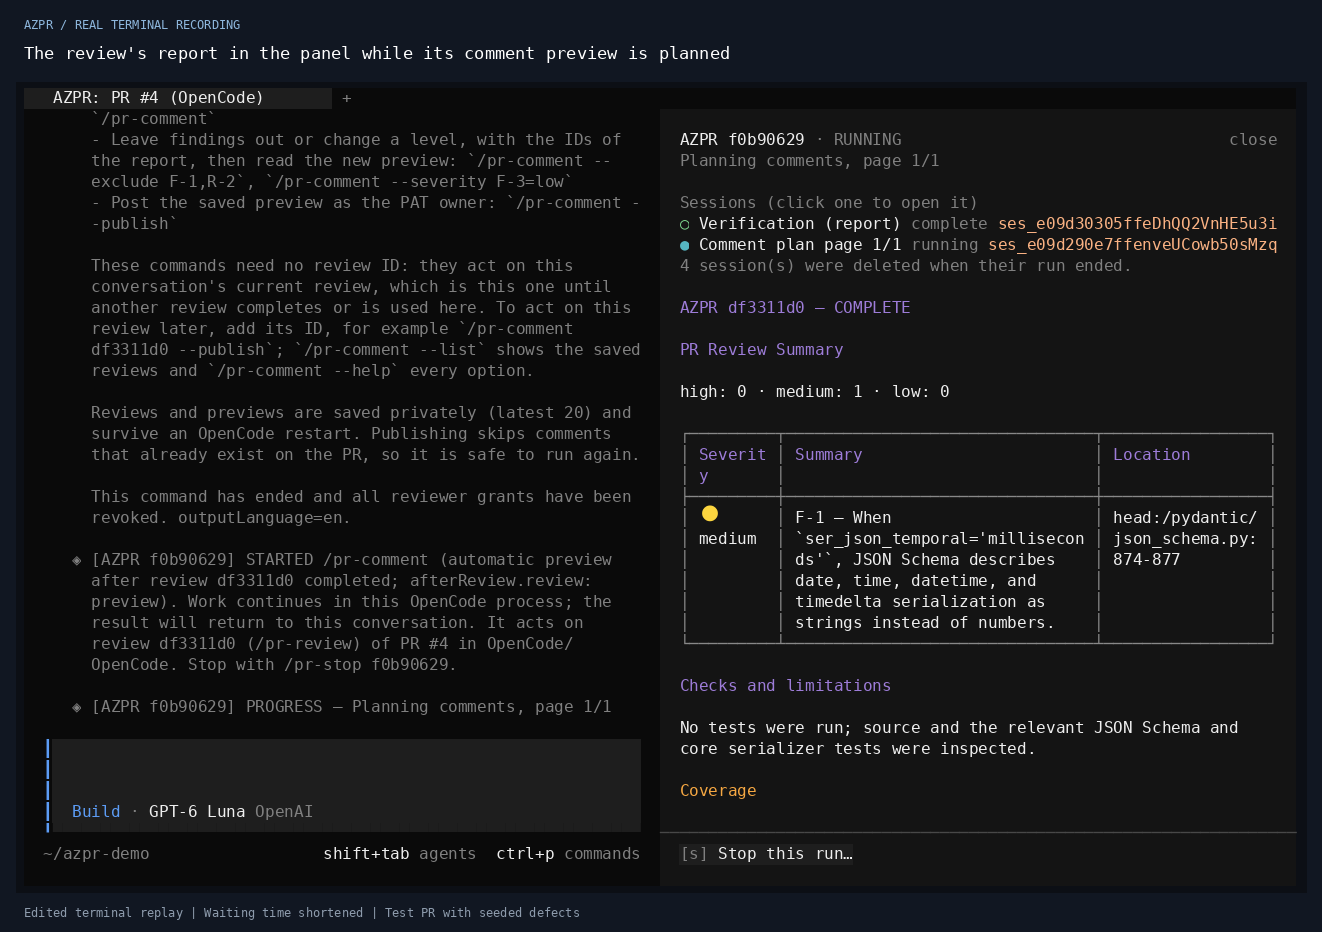 AZPR / REAL TERMINAL RECORDING
The review's report in the panel while its comment preview is planned
AZPR: PR #4 (OpenCode) +
`/pr-comment`
- Leave findings out or change a level, with the IDs of
the report, then read the new preview: `/pr-comment --
exclude F-1,R-2`, `/pr-comment --severity F-3=low`
- Post the saved preview as the PAT owner: `/pr-comment -
-publish`
These commands need no review ID: they act on this
conversation's current review, which is this one until
another review completes or is used here. To act on this
review later, add its ID, for example `/pr-comment
df3311d0 --publish`; `/pr-comment --list` shows the saved
reviews and `/pr-comment --help` every option.
Reviews and previews are saved privately (latest 20) and
survive an OpenCode restart. Publishing skips comments
that already exist on the PR, so it is safe to run again.
This command has ended and all reviewer grants have been
revoked. outputLanguage=en.
◈ [AZPR f0b90629] STARTED /pr-comment (automatic preview
after review df3311d0 completed; afterReview.review:
preview). Work continues in this OpenCode process; the
result will return to this conversation. It acts on
review df3311d0 (/pr-review) of PR #4 in OpenCode/
OpenCode. Stop with /pr-stop f0b90629.
◈ [AZPR f0b90629] PROGRESS — Planning comments, page 1/1
Build · GPT-6 Luna OpenAI
~/azpr-demo shift+tab agents ctrl+p commands
AZPR f0b90629 · RUNNING close
Planning comments, page 1/1
Sessions (click one to open it)
○ Verification (report) complete ses_e09d30305ffeDhQQ2VnHE5u3i
● Comment plan page 1/1 running ses_e09d290e7ffenveUCowb50sMzq
4 session(s) were deleted when their run ended.
AZPR df3311d0 — COMPLETE
PR Review Summary
high: 0 · medium: 1 · low: 0
Severit Summary Location
y
F-1 — When head:/pydantic/
medium `ser_json_temporal='millisecon json_schema.py:
ds'`, JSON Schema describes 874-877
date, time, datetime, and
timedelta serialization as
strings instead of numbers.
Checks and limitations
No tests were run; source and the relevant JSON Schema and
core serializer tests were inspected.
Coverage
[s] Stop this run…
Edited terminal replay | Waiting time shortened | Test PR with seeded defects